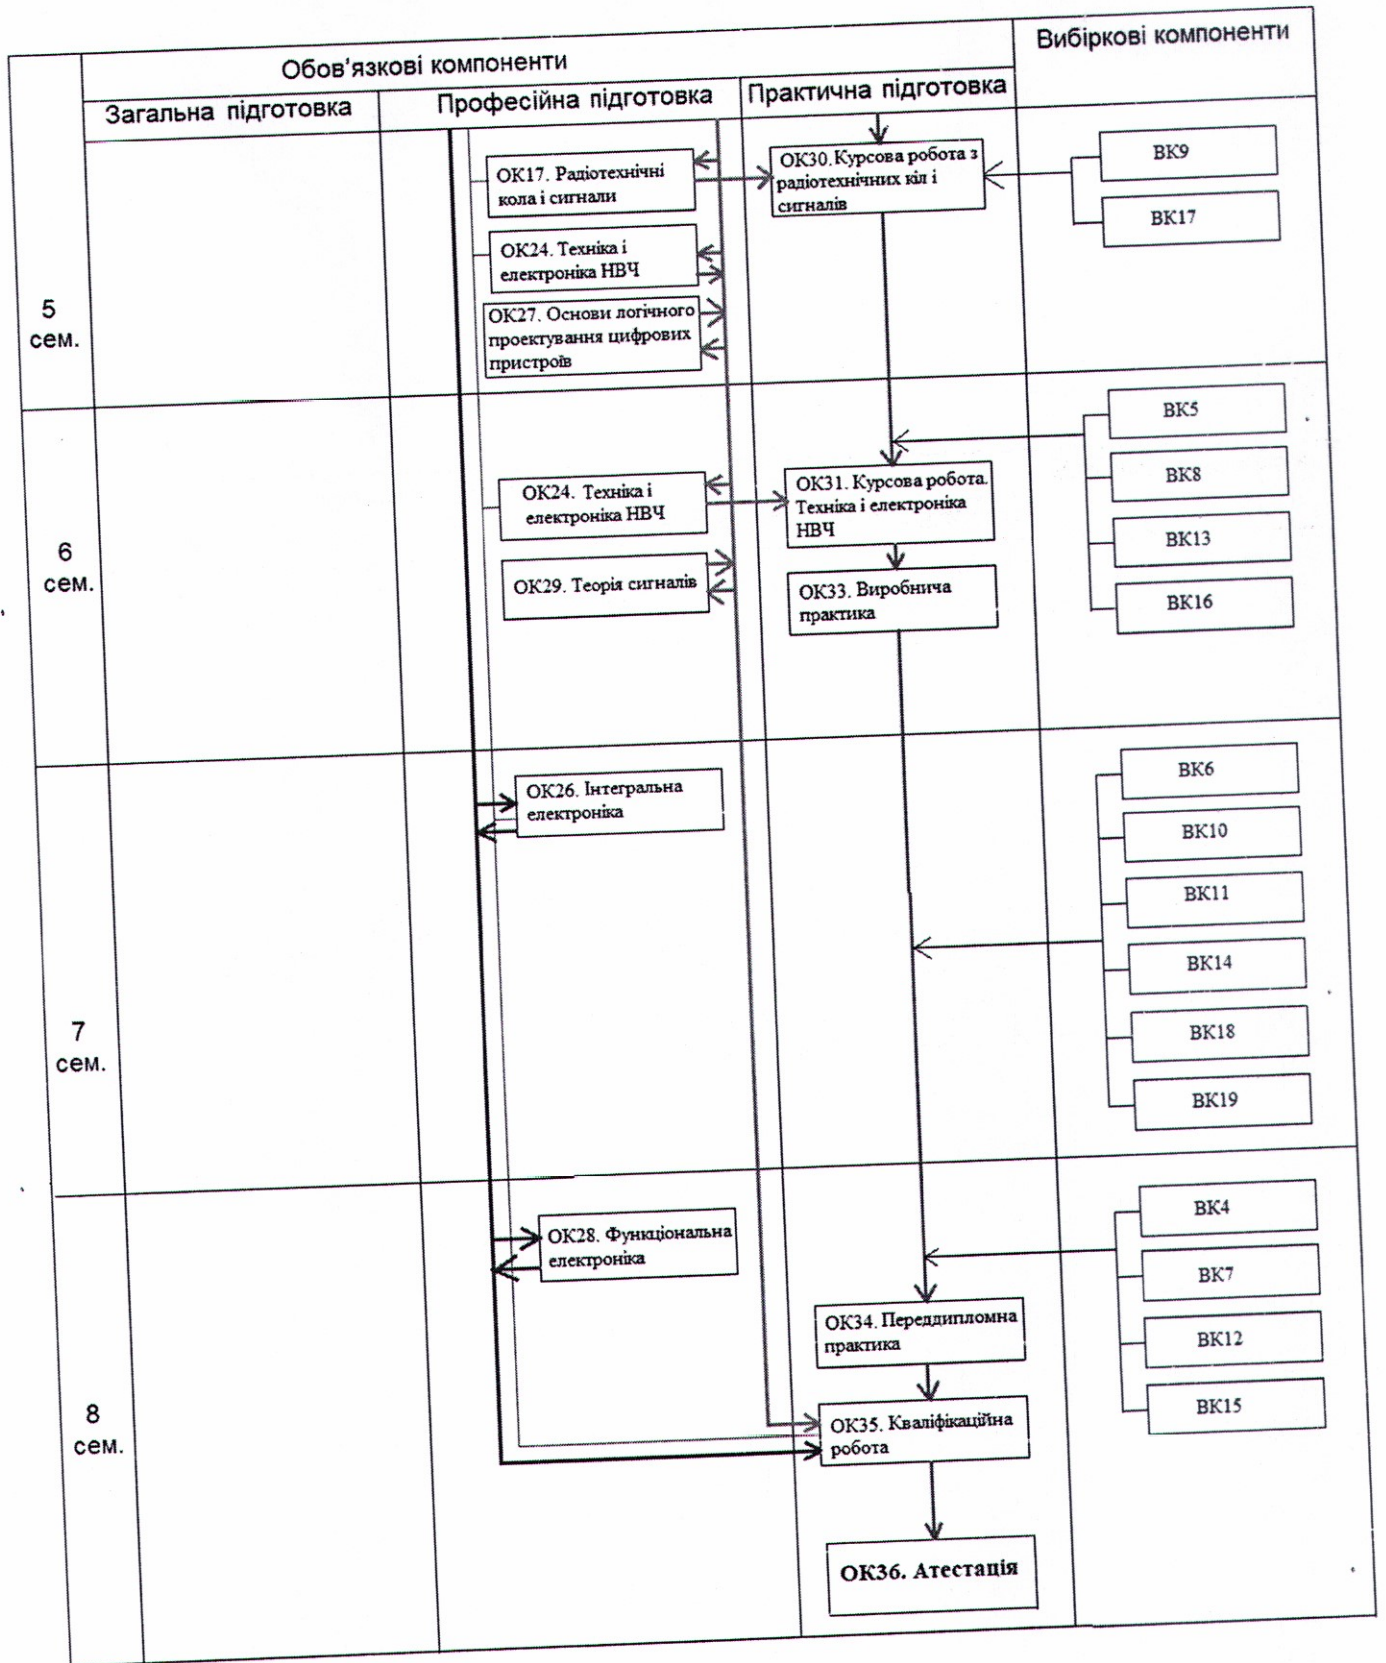 Обов'язкові компоненти
Вибіркові компоненти
Загальна підготовка
Професійна підготовка
Практична підготовка
5
сем.
ОК17. Радіотехнічні
кола і сигнали
ОК24. Техніка і
електроніка НВЧ
ОК27. Основи логічного
проектування цифрових
пристроїв
ОК30. Курсова робота з
радіотехнічних кіл і
сигналів
ВК9
ВК17
6
сем.
ОК24. Техніка і
електроніка НВЧ
ОК29. Теорія сигналів
ОК31. Курсова робота.
Техніка і електроніка
НВЧ
ОК33. Виробнича
практика
ВК5
ВК8
ВК13
ВК16
7
сем.
ОК26. Інтегральна
електроніка
ВК6
ВК10
ВК11
ВК14
ВК18
ВК19
8
сем.
ОК28. Функціональна
електроніка
ОК34. Переддипломна
практика
ОК35. Кваліфікаційна
робота
ОК36. Атестація
ВК4
ВК7
ВК12
ВК15